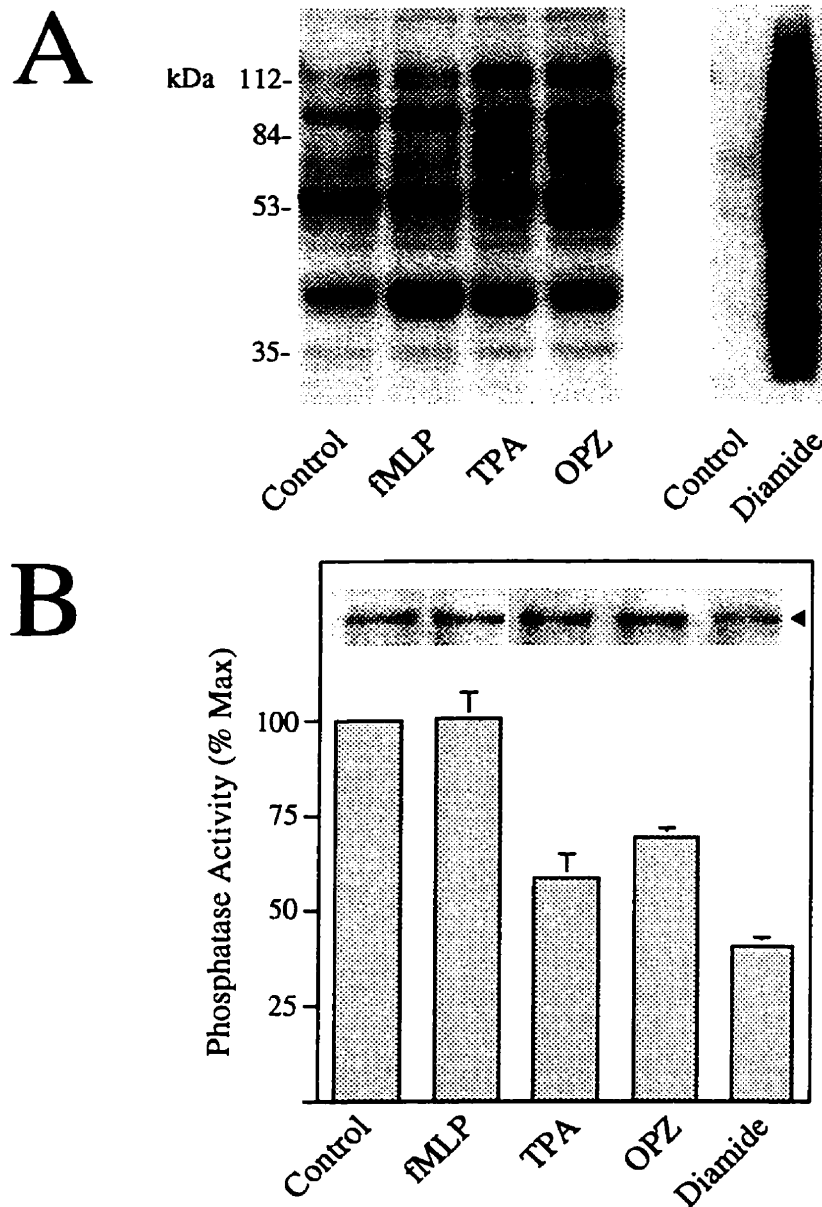 A
kDa 112-
84-
53-
35-
Control
fMLP
TPA
OPZ
Control
Diamide
B
Phosphatase Activity (% Max)
100
75
50
25
Control
fMLP
TPA
OPZ
Diamide